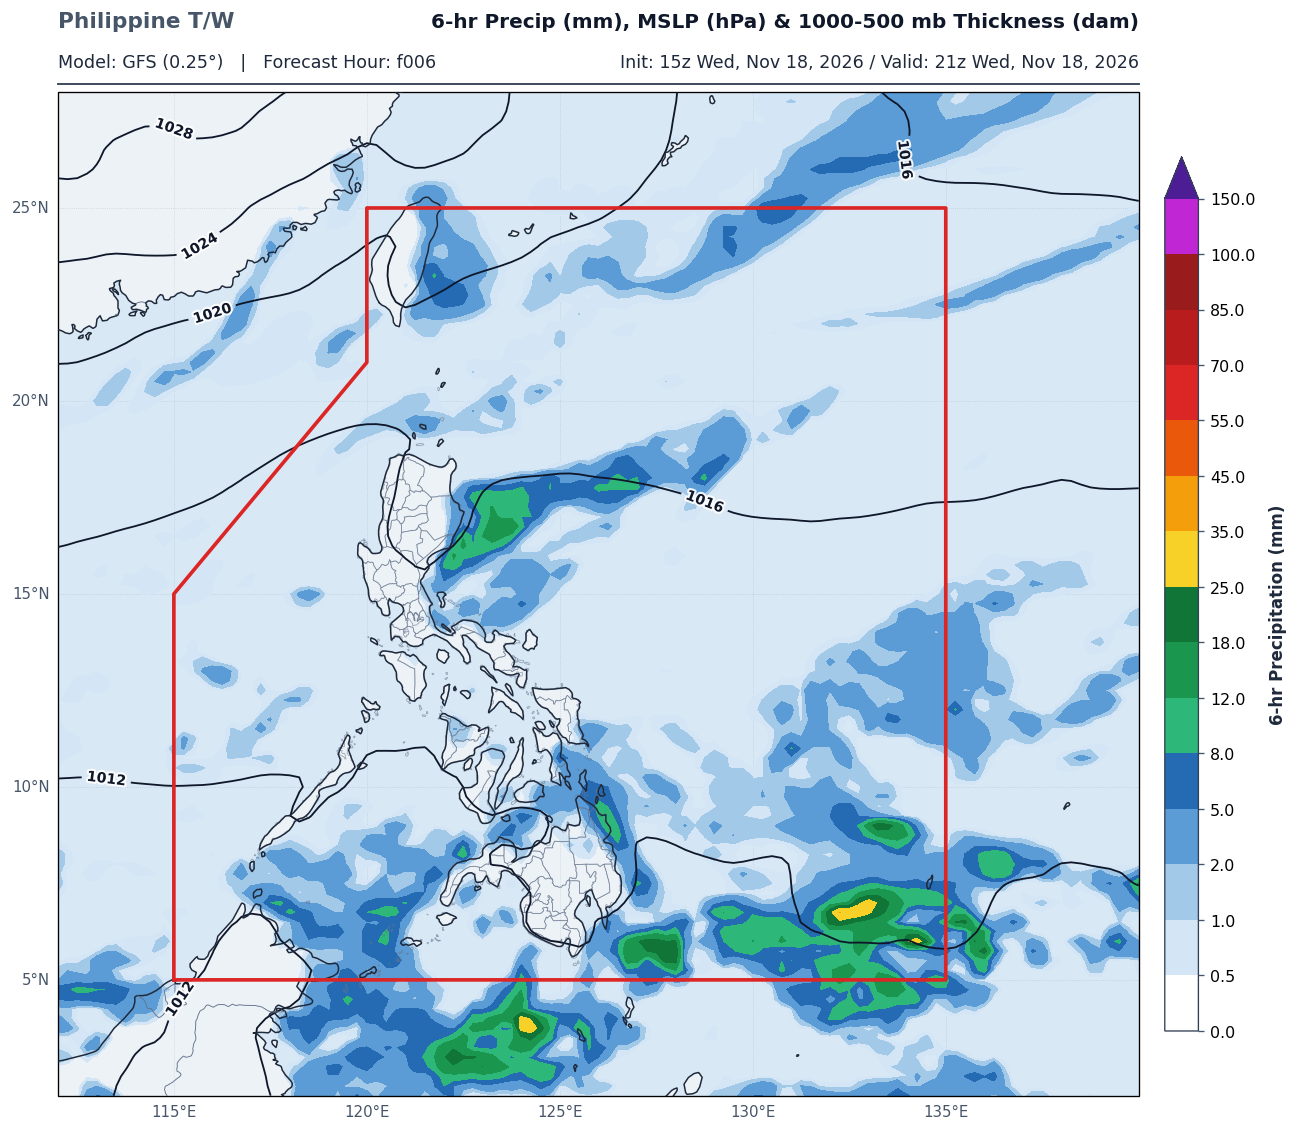 Philippine T/W
6-hr Precip (mm), MSLP (hPa) & 1000-500 mb Thickness (dam)
Model: GFS (0.25°)   |   Forecast Hour: f006
Init: 15z Wed, Nov 18, 2026 / Valid: 21z Wed, Nov 18, 2026
1028
1016
1024
1020
1016
1012
1012
25°N
20°N
15°N
10°N
5°N
115°E
120°E
125°E
130°E
135°E
150.0
100.0
85.0
70.0
55.0
45.0
35.0
25.0
18.0
12.0
8.0
5.0
2.0
1.0
0.5
0.0
6-hr Precipitation (mm)